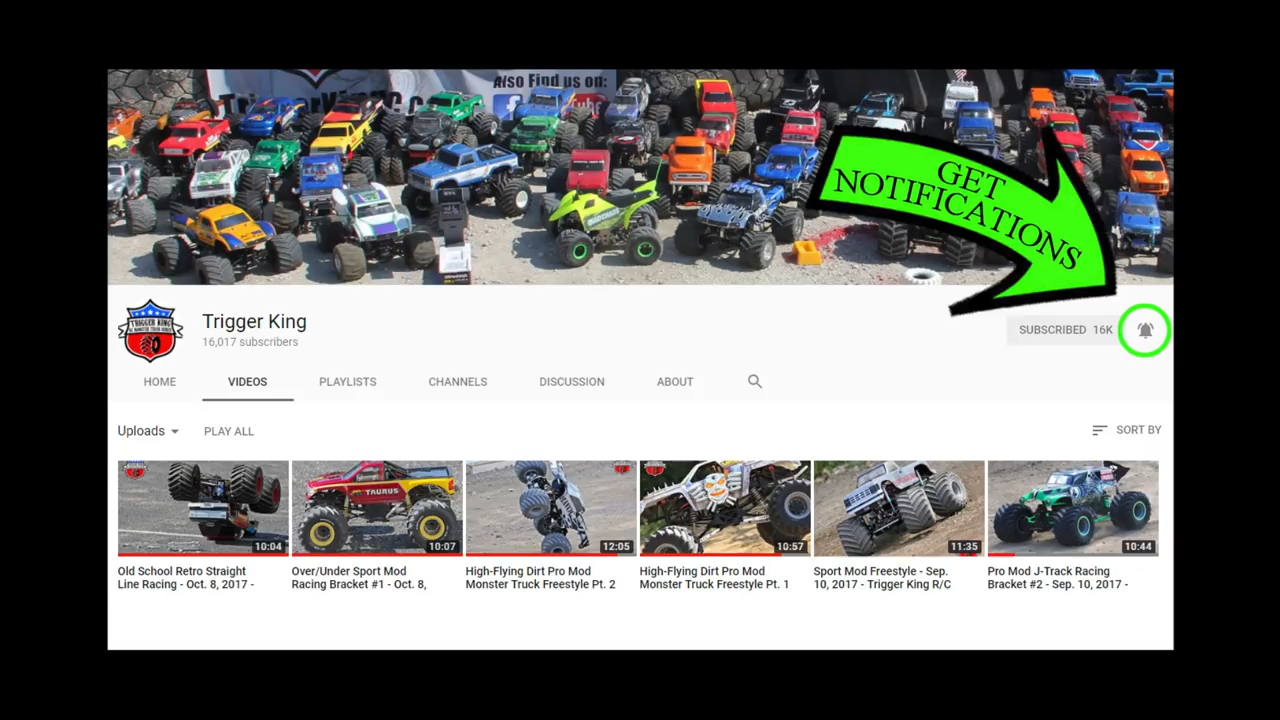 Also Find us on:
GET
NOTIFICATIONS
TRIGGER KING
Trigger King
16,017 subscribers
SUBSCRIBED 16K
HOME
VIDEOS
PLAYLISTS
CHANNELS
DISCUSSION
ABOUT
Uploads
PLAY ALL
SORT BY
TAURUS
10:04
10:07
12:05
10:57
11:35
10:44
Old School Retro Straight
Line Racing - Oct. 8, 2017 -
Over/Under Sport Mod
Racing Bracket #1 - Oct. 8,
High-Flying Dirt Pro Mod
Monster Truck Freestyle Pt. 2
High-Flying Dirt Pro Mod
Monster Truck Freestyle Pt. 1
Sport Mod Freestyle - Sep.
10, 2017 - Trigger King R/C
Pro Mod J-Track Racing
Bracket #2 - Sep. 10, 2017 -